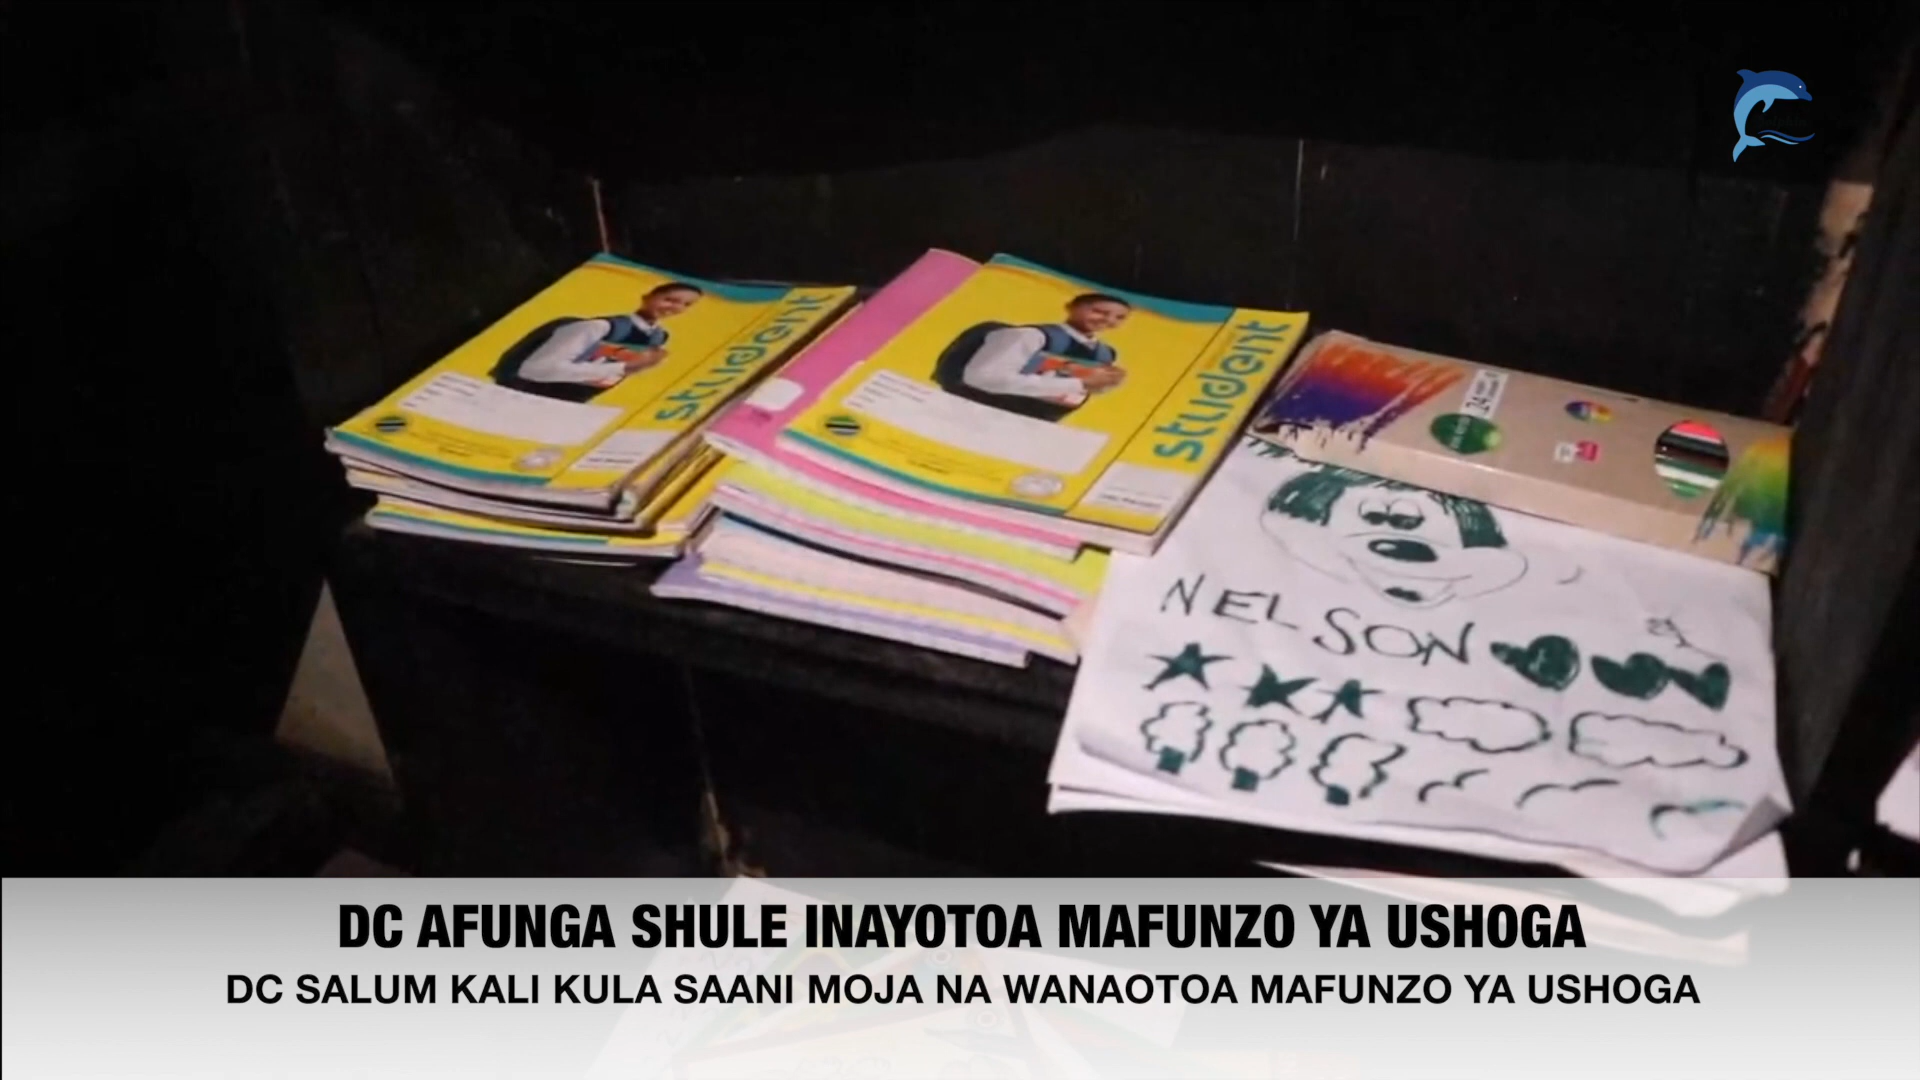 student
student
24
NELSON
DC AFUNGA SHULE INAYOTOA MAFUNZO YA USHOGA
DC SALUM KALI KULA SAANI MOJA NA WANAOTOA MAFUNZO YA USHOGA